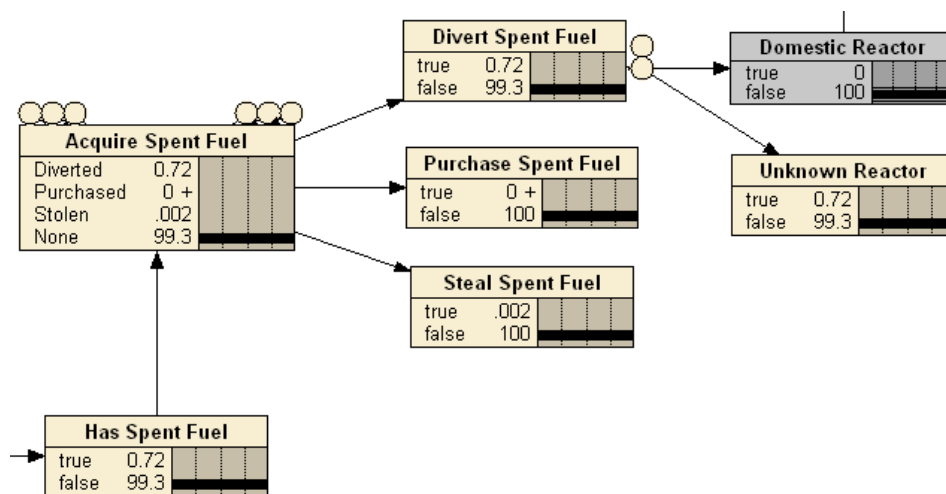 Divert Spent Fuel
true 0.72
false 99.3
Domestic Reactor
true 0
false 100
Acquire Spent Fuel
Diverted 0.72
Purchased 0 +
Stolen .002
None 99.3
Purchase Spent Fuel
true 0 +
false 100
Unknown Reactor
true 0.72
false 99.3
Steal Spent Fuel
true .002
false 100
Has Spent Fuel
true 0.72
false 99.3